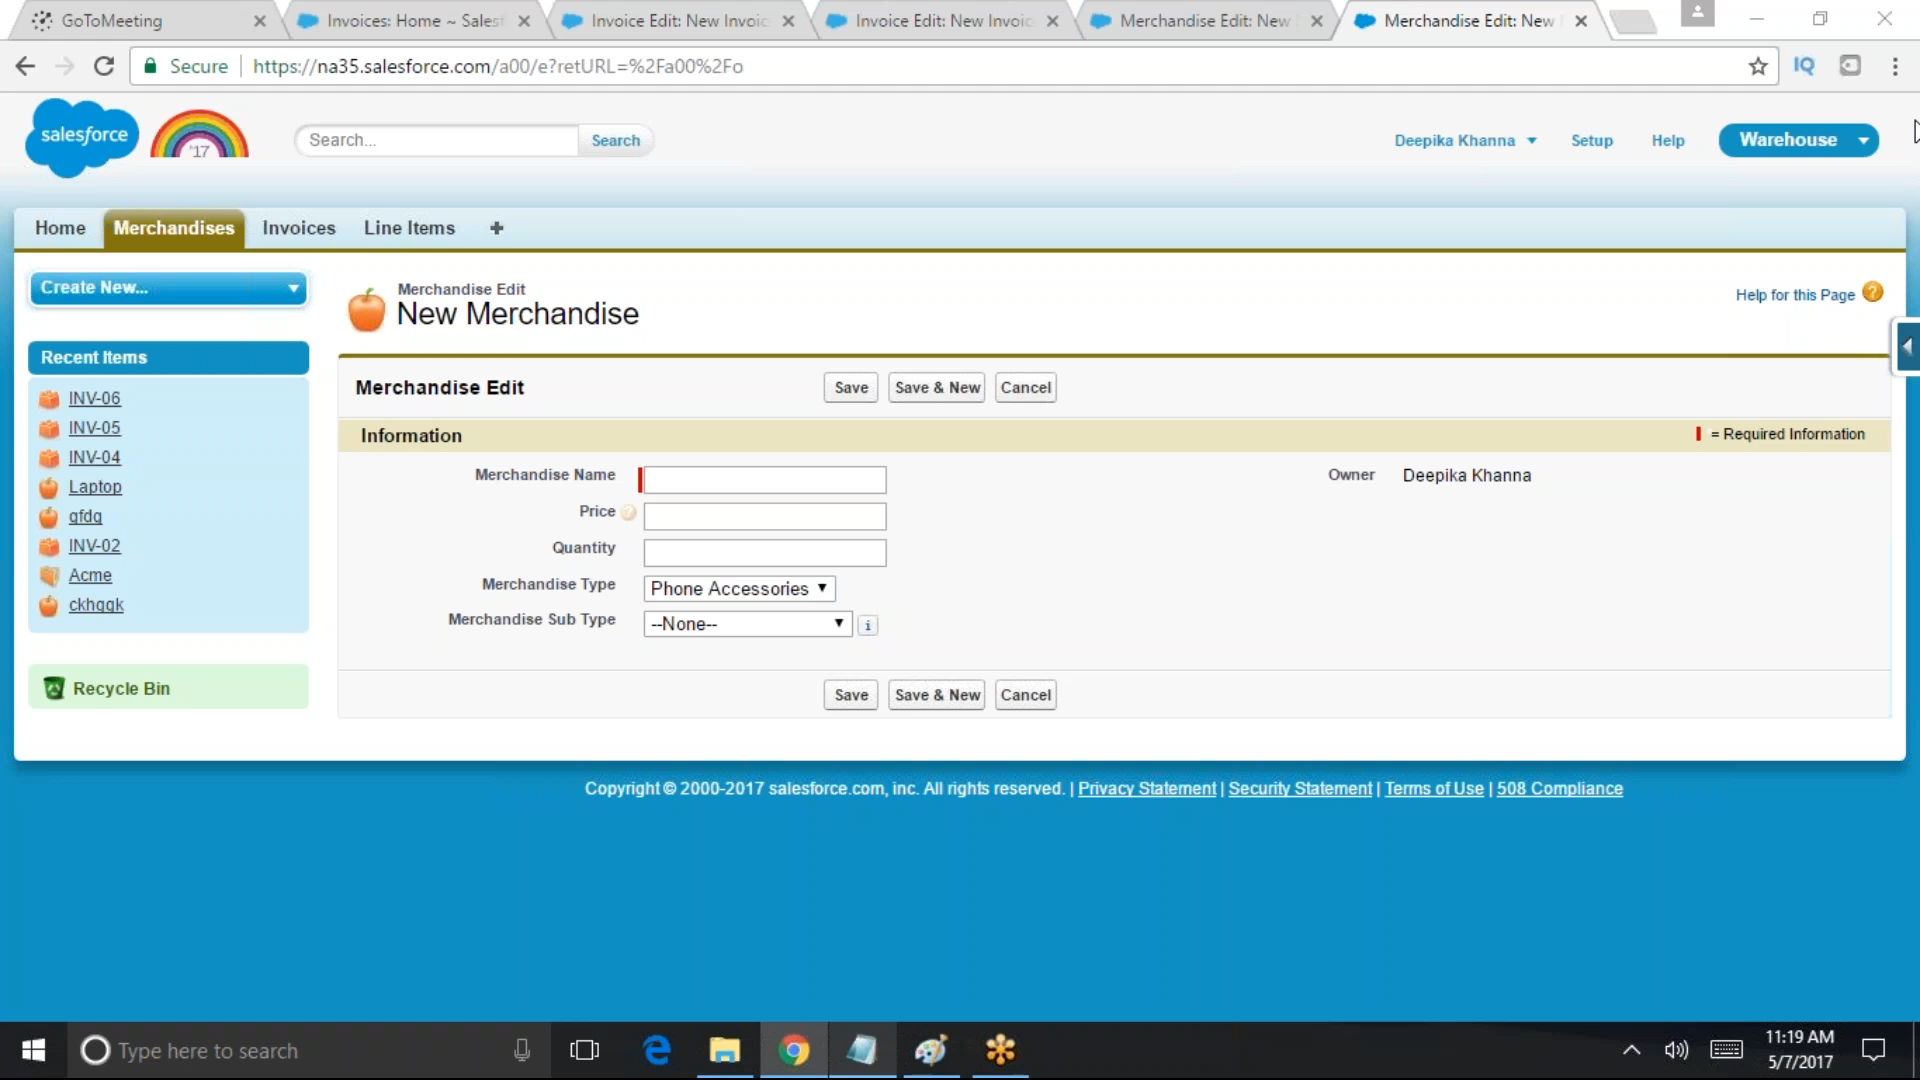 GoToMeeting
Invoices: Home ~ Sales
Invoice Edit: New Invoic
Invoice Edit: New Invoic
Merchandise Edit: New
Merchandise Edit: New
Secure
https://na35.salesforce.com/a00/e?retURL=%2Fa00%2Fo
IQ
salesforce
'17
Search...
Search
Deepika Khanna
Setup
Help
Warehouse
Home
Merchandises
Invoices
Line Items
+
Create New...
Merchandise Edit
New Merchandise
Help for this Page
?
Recent Items
INV-06
INV-05
INV-04
Laptop
qfdq
INV-02
Acme
ckhqqk
Recycle Bin
Merchandise Edit
Save
Save & New
Cancel
Information
= Required Information
Merchandise Name
Owner
Deepika Khanna
Price
Quantity
Merchandise Type
Phone Accessories
Merchandise Sub Type
--None--
i
Save
Save & New
Cancel
Copyright © 2000-2017 salesforce.com, inc. All rights reserved. | Privacy Statement | Security Statement | Terms of Use | 508 Compliance
Type here to search
11:19 AM
5/7/2017